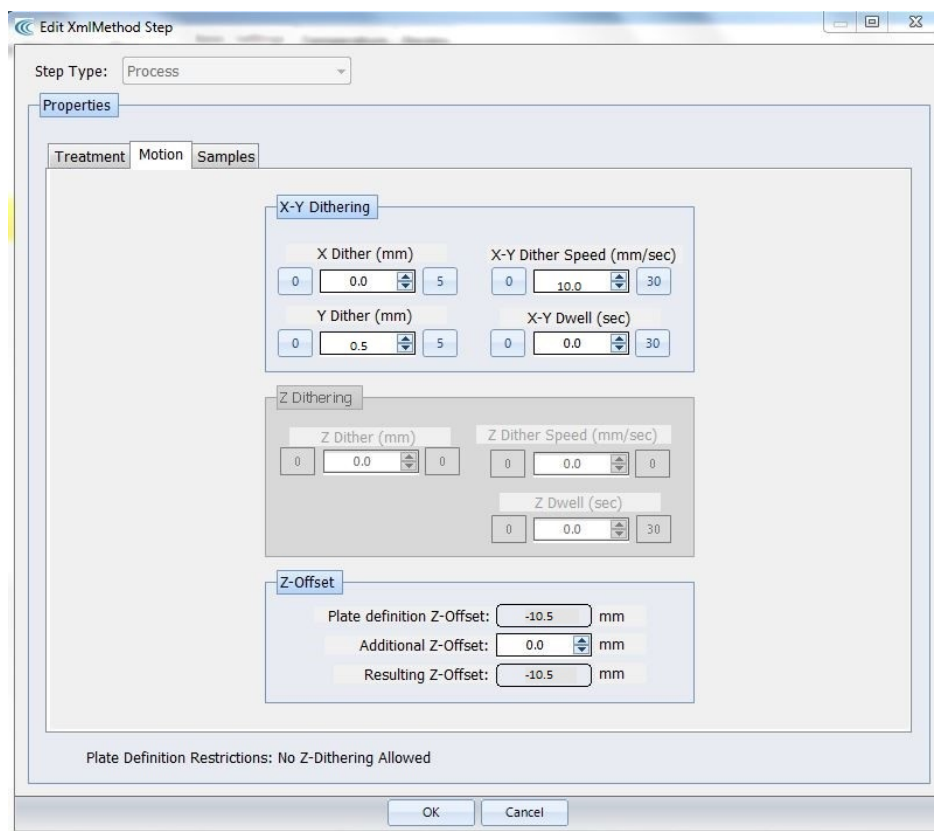 Edit XmlMethod Step
Step Type: Process
Properties
Treatment Motion Samples
X-Y Dithering
X Dither (mm) X-Y Dither Speed (mm/sec)
0 0.0 5 0 10.0 30
Y Dither (mm) X-Y Dwell (sec)
0 0.5 5 0 0.0 30
Z Dithering
Z Dither (mm) Z Dither Speed (mm/sec)
0 0.0 0 0 0.0 0
Z Dwell (sec)
0 0.0 30
Z-Offset
Plate definition Z-Offset: -10.5 mm
Additional Z-Offset: 0.0 mm
Resulting Z-Offset: -10.5 mm
Plate Definition Restrictions: No Z-Dithering Allowed
OK Cancel